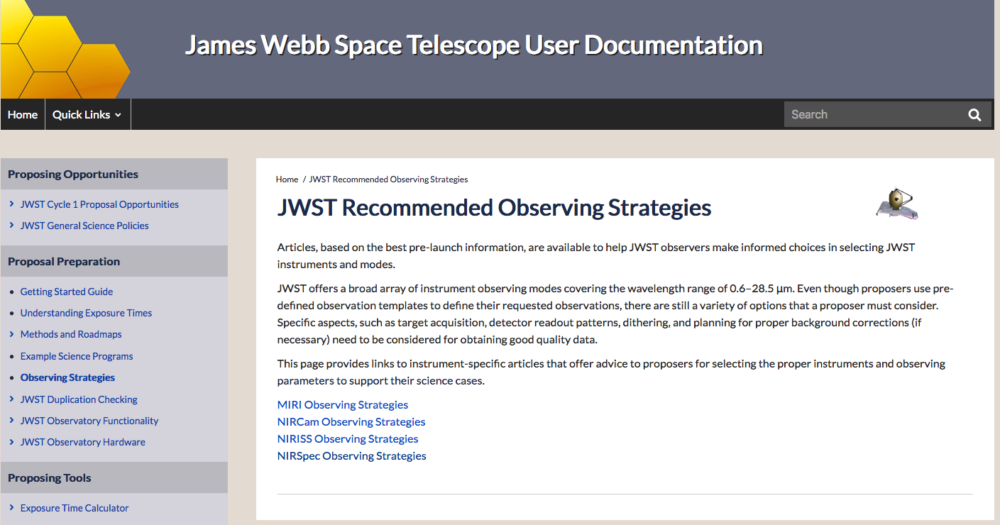 James Webb Space Telescope User Documentation
Home
Quick Links
Search
Proposing Opportunities
JWST Cycle 1 Proposal Opportunities
JWST General Science Policies
Proposal Preparation
Getting Started Guide
Understanding Exposure Times
Methods and Roadmaps
Example Science Programs
Observing Strategies
JWST Duplication Checking
JWST Observatory Functionality
JWST Observatory Hardware
Proposing Tools
Exposure Time Calculator
Home / JWST Recommended Observing Strategies
JWST Recommended Observing Strategies
Articles, based on the best pre-launch information, are available to help JWST observers make informed choices in selecting JWST
instruments and modes.
JWST offers a broad array of instrument observing modes covering the wavelength range of 0.6–28.5 μm. Even though proposers use pre-
defined observation templates to define their requested observations, there are still a variety of options that a proposer must consider.
Specific aspects, such as target acquisition, detector readout patterns, dithering, and planning for proper background corrections (if
necessary) need to be considered for obtaining good quality data.
This page provides links to instrument-specific articles that offer advice to proposers for selecting the proper instruments and observing
parameters to support their science cases.
MIRI Observing Strategies
NIRCam Observing Strategies
NIRISS Observing Strategies
NIRSpec Observing Strategies